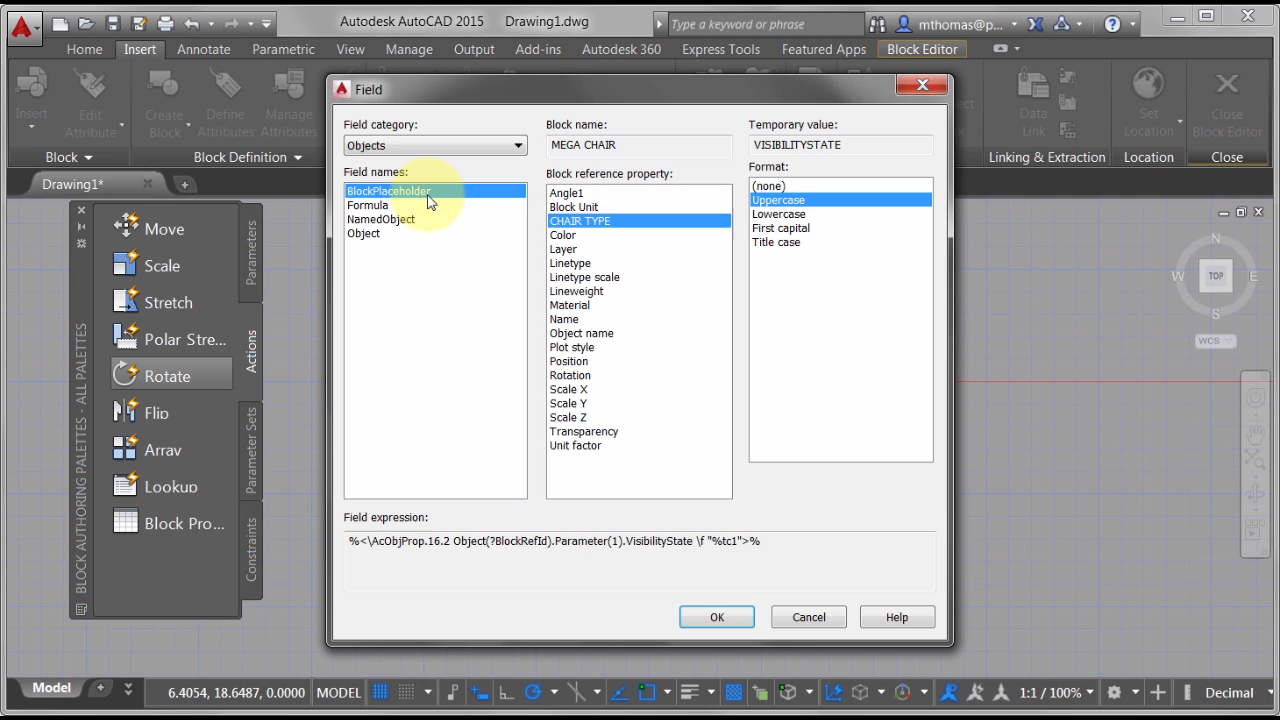 Autodesk AutoCAD 2015 Drawing1.dwg
Type a keyword or phrase
mthomas@p...
Home Insert Annotate Parametric View Manage Output Add-ins Autodesk 360 Express Tools Featured Apps Block Editor
Insert
Edit Attribute
Create Block
Define Attributes
Manage Attributes
Data Link
Set Location
Close Block Editor
Block
Block Definition
Linking & Extraction
Location
Close
Drawing1*
BLOCK AUTHORING PALETTES - ALL PALETTES
Move
Scale
Stretch
Polar Stre...
Rotate
Flip
Array
Lookup
Block Pro...
Parameters
Actions
Parameter Sets
Constraints
Field
Field category:
Objects
Field names:
BlockPlaceholder
Formula
NamedObject
Object
Block name:
MEGA CHAIR
Block reference property:
Angle1
Block Unit
CHAIR TYPE
Color
Layer
Linetype
Linetype scale
Lineweight
Material
Name
Object name
Plot style
Position
Rotation
Scale X
Scale Y
Scale Z
Transparency
Unit factor
Temporary value:
VISIBILITYSTATE
Format:
(none)
Uppercase
Lowercase
First capital
Title case
Field expression:
%<\AcObjProp.16.2 Object(?BlockRefId).Parameter(1).VisibilityState \f "%tc1">%
OK Cancel Help
N
W TOP E
S
WCS
Model 6.4054, 18.6487, 0.0000 MODEL 1:1 / 100% Decimal